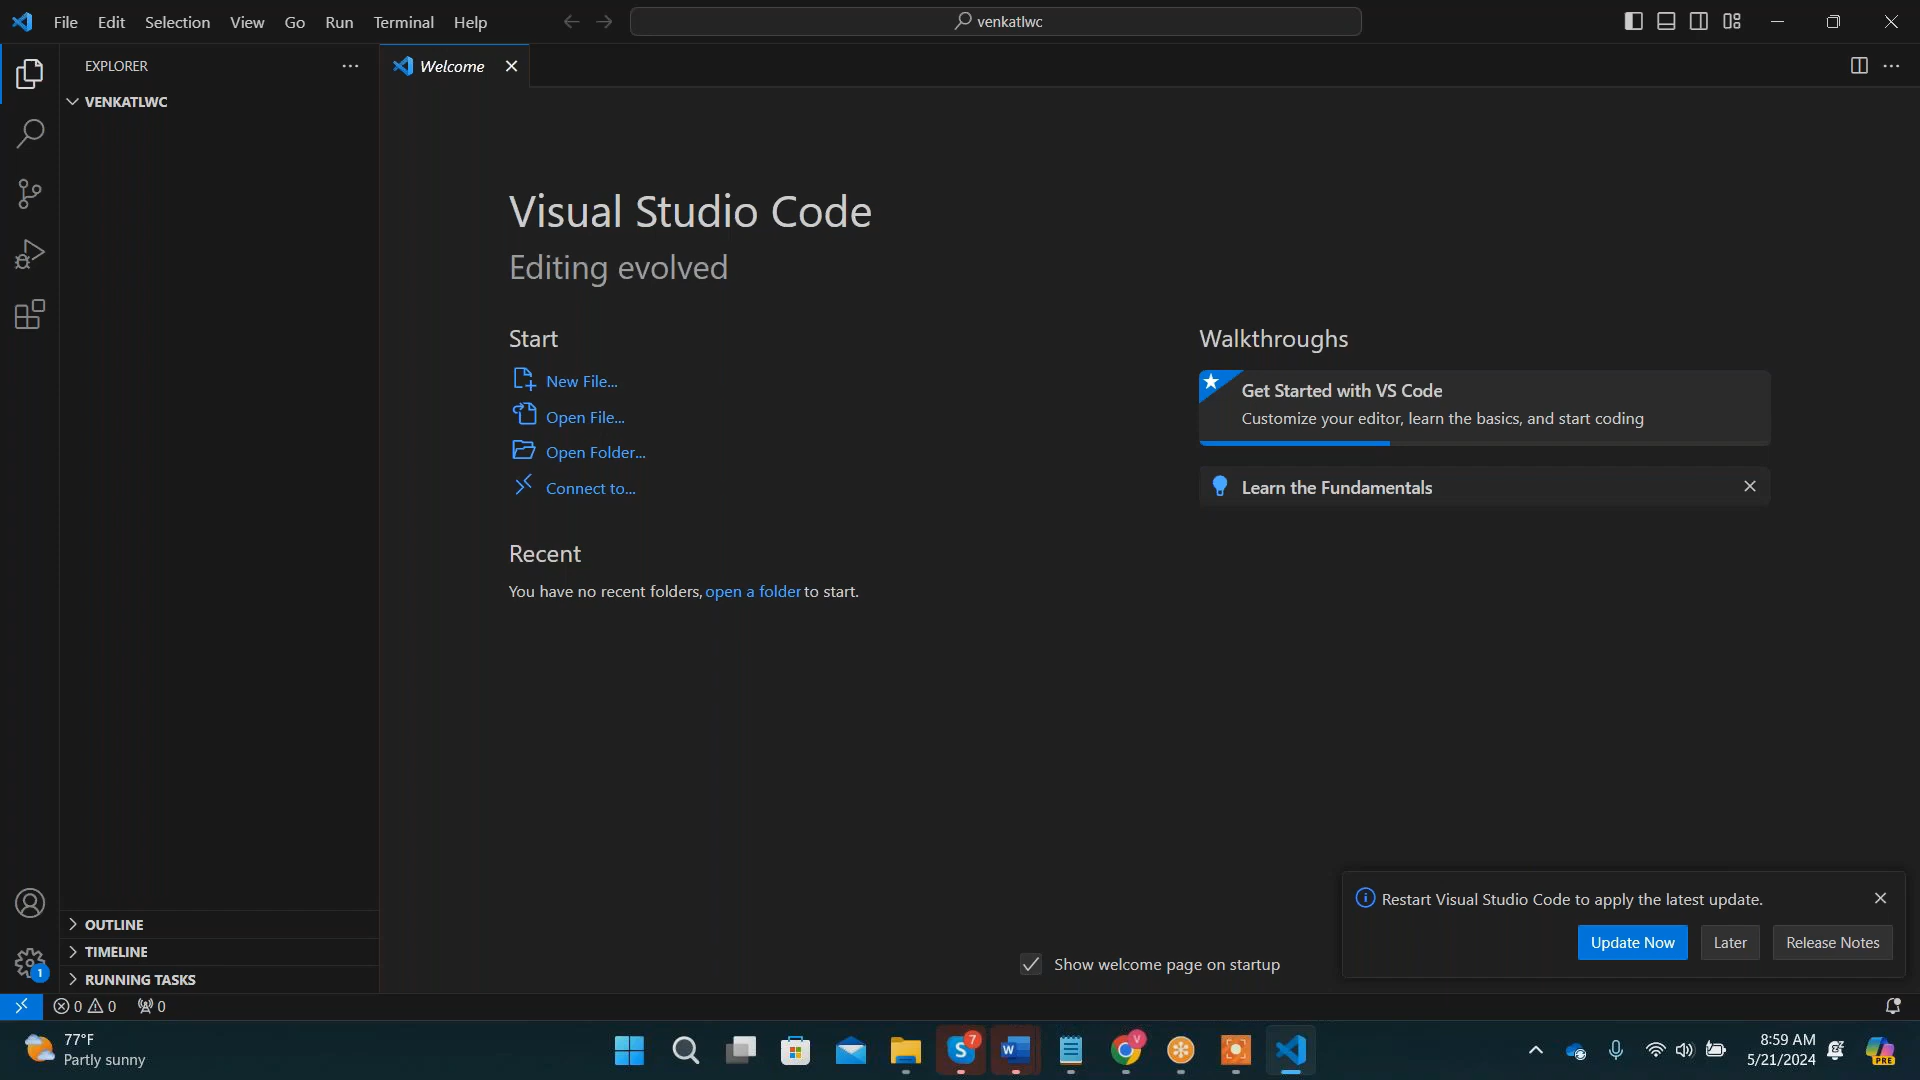 File Edit Selection View Go Run Terminal Help
venkatlwc
EXPLORER
Welcome
VENKATLWC
Visual Studio Code
Editing evolved
Start
New File...
Open File...
Open Folder...
Connect to...
Recent
You have no recent folders, open a folder to start.
Walkthroughs
Get Started with VS Code
Customize your editor, learn the basics, and start coding
Learn the Fundamentals
OUTLINE
TIMELINE
RUNNING TASKS
1
Show welcome page on startup
Restart Visual Studio Code to apply the latest update.
Update Now Later Release Notes
0 0 0
77°F
Partly sunny
S 7
W
V
8:59 AM
5/21/2024
PRE